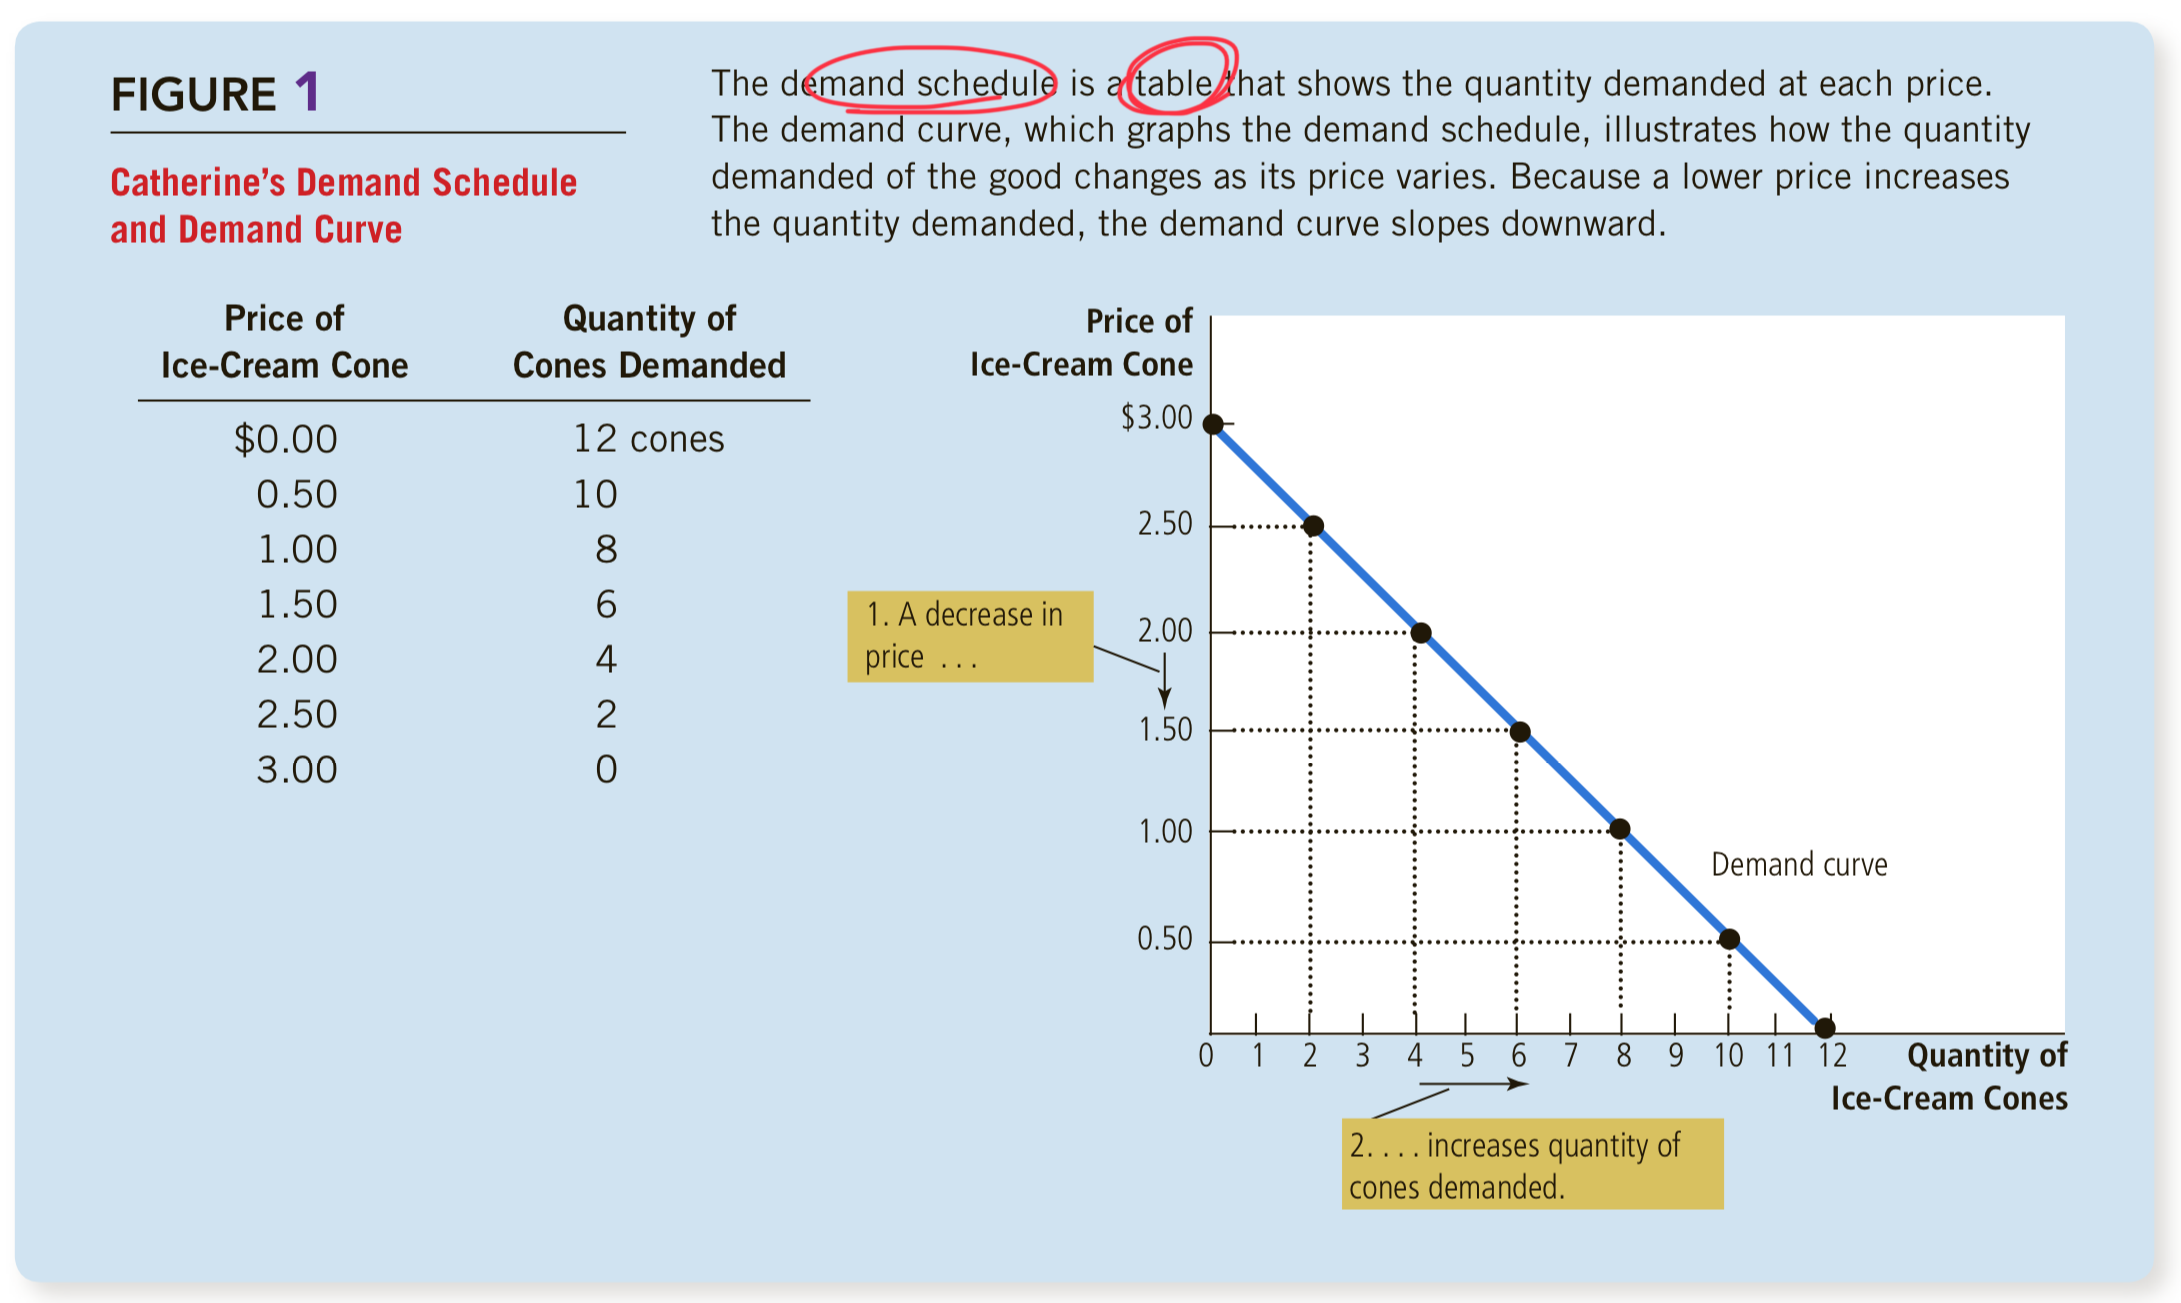 FIGURE 1
Catherine's Demand Schedule
and Demand Curve
The demand schedule is a table that shows the quantity demanded at each price.
The demand curve, which graphs the demand schedule, illustrates how the quantity
demanded of the good changes as its price varies. Because a lower price increases
the quantity demanded, the demand curve slopes downward.
Price of Quantity of
Ice-Cream Cone Cones Demanded
$0.00 12 cones
0.50 10
1.00 8
1.50 6
2.00 4
2.50 2
3.00 0
Price of
Ice-Cream Cone
$3.00
2.50
2.00
1.50
1.00
0.50
1. A decrease in
price . . .
Demand curve
0 1 2 3 4 5 6 7 8 9 10 11 12
Quantity of
Ice-Cream Cones
2. . . . increases quantity of
cones demanded.